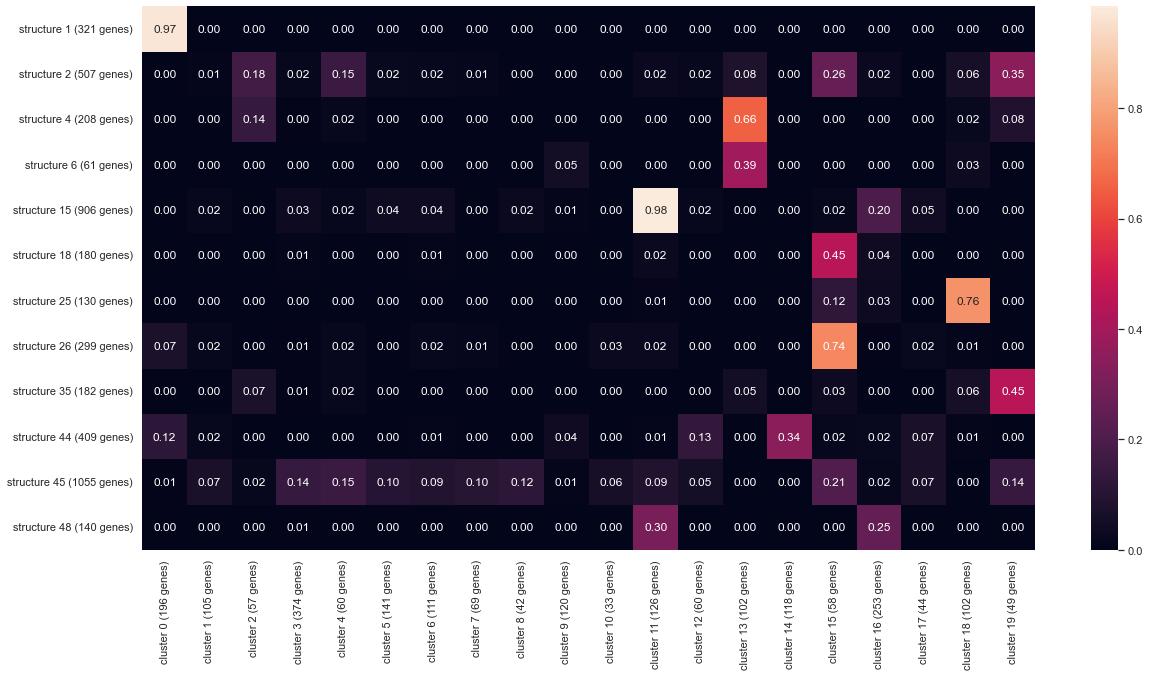 structure 1 (321 genes) 0.97 0.00 0.00 0.00 0.00 0.00 0.00 0.00 0.00 0.00 0.00 0.00 0.00 0.00 0.00 0.00 0.00 0.00 0.00 0.00
structure 2 (507 genes) 0.00 0.01 0.18 0.02 0.15 0.02 0.02 0.01 0.00 0.00 0.00 0.02 0.02 0.08 0.00 0.26 0.02 0.00 0.06 0.35
structure 4 (208 genes) 0.00 0.00 0.14 0.00 0.02 0.00 0.00 0.00 0.00 0.00 0.00 0.00 0.00 0.66 0.00 0.00 0.00 0.00 0.02 0.08
structure 6 (61 genes) 0.00 0.00 0.00 0.00 0.00 0.00 0.00 0.00 0.00 0.05 0.00 0.00 0.00 0.39 0.00 0.00 0.00 0.00 0.03 0.00
structure 15 (906 genes) 0.00 0.02 0.00 0.03 0.02 0.04 0.04 0.00 0.02 0.01 0.00 0.98 0.02 0.00 0.00 0.02 0.20 0.05 0.00 0.00
structure 18 (180 genes) 0.00 0.00 0.00 0.01 0.00 0.00 0.01 0.00 0.00 0.00 0.00 0.02 0.00 0.00 0.00 0.45 0.04 0.00 0.00 0.00
structure 25 (130 genes) 0.00 0.00 0.00 0.00 0.00 0.00 0.00 0.00 0.00 0.00 0.00 0.01 0.00 0.00 0.00 0.12 0.03 0.00 0.76 0.00
structure 26 (299 genes) 0.07 0.02 0.00 0.01 0.02 0.00 0.02 0.01 0.00 0.00 0.03 0.02 0.00 0.00 0.00 0.74 0.00 0.02 0.01 0.00
structure 35 (182 genes) 0.00 0.00 0.07 0.01 0.02 0.00 0.00 0.00 0.00 0.00 0.00 0.00 0.00 0.05 0.00 0.03 0.00 0.00 0.06 0.45
structure 44 (409 genes) 0.12 0.02 0.00 0.00 0.00 0.00 0.01 0.00 0.00 0.04 0.00 0.01 0.13 0.00 0.34 0.02 0.02 0.07 0.01 0.00
structure 45 (1055 genes) 0.01 0.07 0.02 0.14 0.15 0.10 0.09 0.10 0.12 0.01 0.06 0.09 0.05 0.00 0.00 0.21 0.02 0.07 0.00 0.14
structure 48 (140 genes) 0.00 0.00 0.00 0.01 0.00 0.00 0.00 0.00 0.00 0.00 0.00 0.30 0.00 0.00 0.00 0.00 0.25 0.00 0.00 0.00
cluster 0 (196 genes)
cluster 1 (105 genes)
cluster 2 (57 genes)
cluster 3 (374 genes)
cluster 4 (60 genes)
cluster 5 (141 genes)
cluster 6 (111 genes)
cluster 7 (69 genes)
cluster 8 (42 genes)
cluster 9 (120 genes)
cluster 10 (33 genes)
cluster 11 (126 genes)
cluster 12 (60 genes)
cluster 13 (102 genes)
cluster 14 (118 genes)
cluster 15 (58 genes)
cluster 16 (253 genes)
cluster 17 (44 genes)
cluster 18 (102 genes)
cluster 19 (49 genes)
0.8
0.6
0.4
0.2
0.0